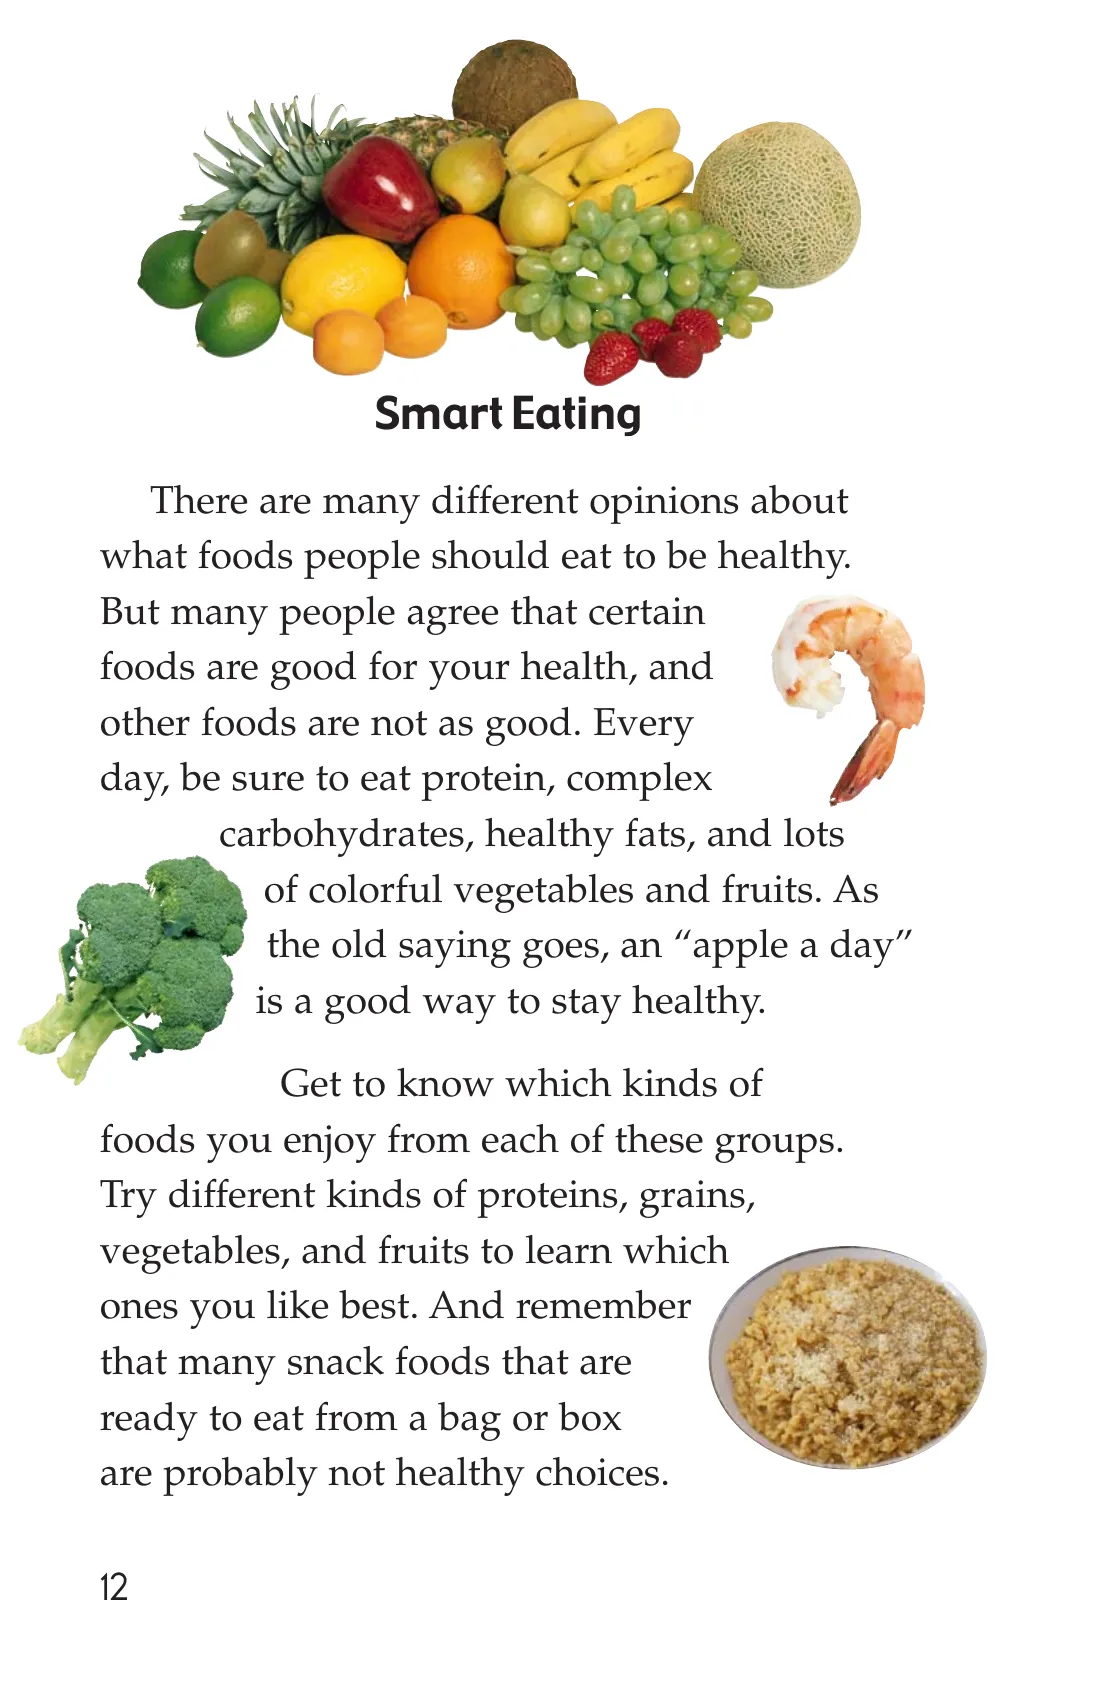 Smart Eating
There are many different opinions about
what foods people should eat to be healthy.
But many people agree that certain
foods are good for your health, and
other foods are not as good. Every
day, be sure to eat protein, complex
carbohydrates, healthy fats, and lots
of colorful vegetables and fruits. As
the old saying goes, an “apple a day”
is a good way to stay healthy.
Get to know which kinds of
foods you enjoy from each of these groups.
Try different kinds of proteins, grains,
vegetables, and fruits to learn which
ones you like best. And remember
that many snack foods that are
ready to eat from a bag or box
are probably not healthy choices.
12